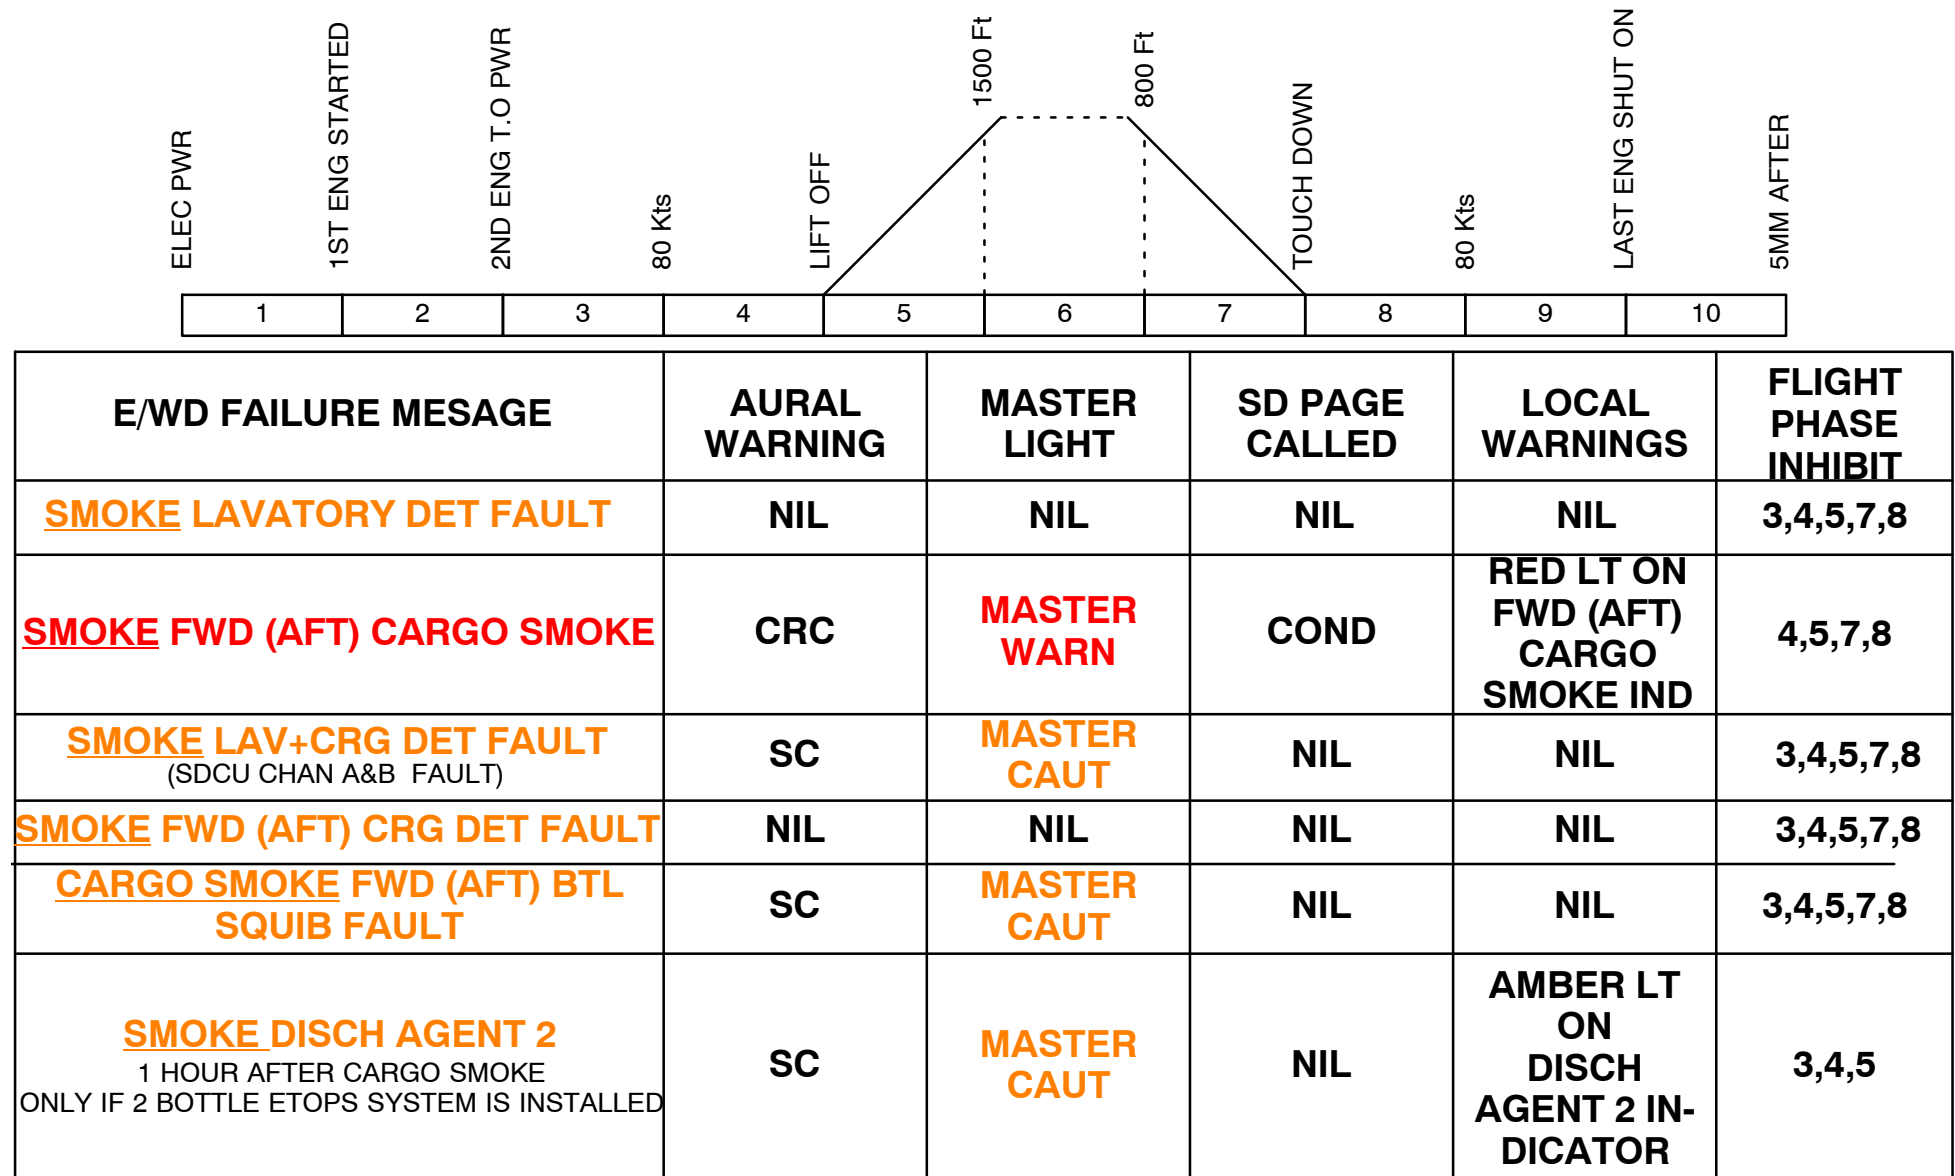 ELEC PWR
1ST ENG STARTED
2ND ENG T.O PWR
80 Kts
LIFT OFF
1500 Ft
800 Ft
TOUCH DOWN
80 Kts
LAST ENG SHUT ON
5MM AFTER
1 2 3 4 5 6 7 8 9 10
E/WD FAILURE MESAGE
AURAL
WARNING
MASTER
LIGHT
SD PAGE
CALLED
LOCAL
WARNINGS
FLIGHT
PHASE
INHIBIT
SMOKE LAVATORY DET FAULT
NIL
NIL
NIL
NIL
3,4,5,7,8
SMOKE FWD (AFT) CARGO SMOKE
CRC
MASTER
WARN
COND
RED LT ON
FWD (AFT)
CARGO
SMOKE IND
4,5,7,8
SMOKE LAV+CRG DET FAULT
(SDCU CHAN A&B FAULT)
SC
MASTER
CAUT
NIL
NIL
3,4,5,7,8
SMOKE FWD (AFT) CRG DET FAULT
NIL
NIL
NIL
NIL
3,4,5,7,8
CARGO SMOKE FWD (AFT) BTL
SQUIB FAULT
SC
MASTER
CAUT
NIL
NIL
3,4,5,7,8
SMOKE DISCH AGENT 2
1 HOUR AFTER CARGO SMOKE
ONLY IF 2 BOTTLE ETOPS SYSTEM IS INSTALLED
SC
MASTER
CAUT
NIL
AMBER LT
ON
DISCH
AGENT 2 IN-
DICATOR
3,4,5